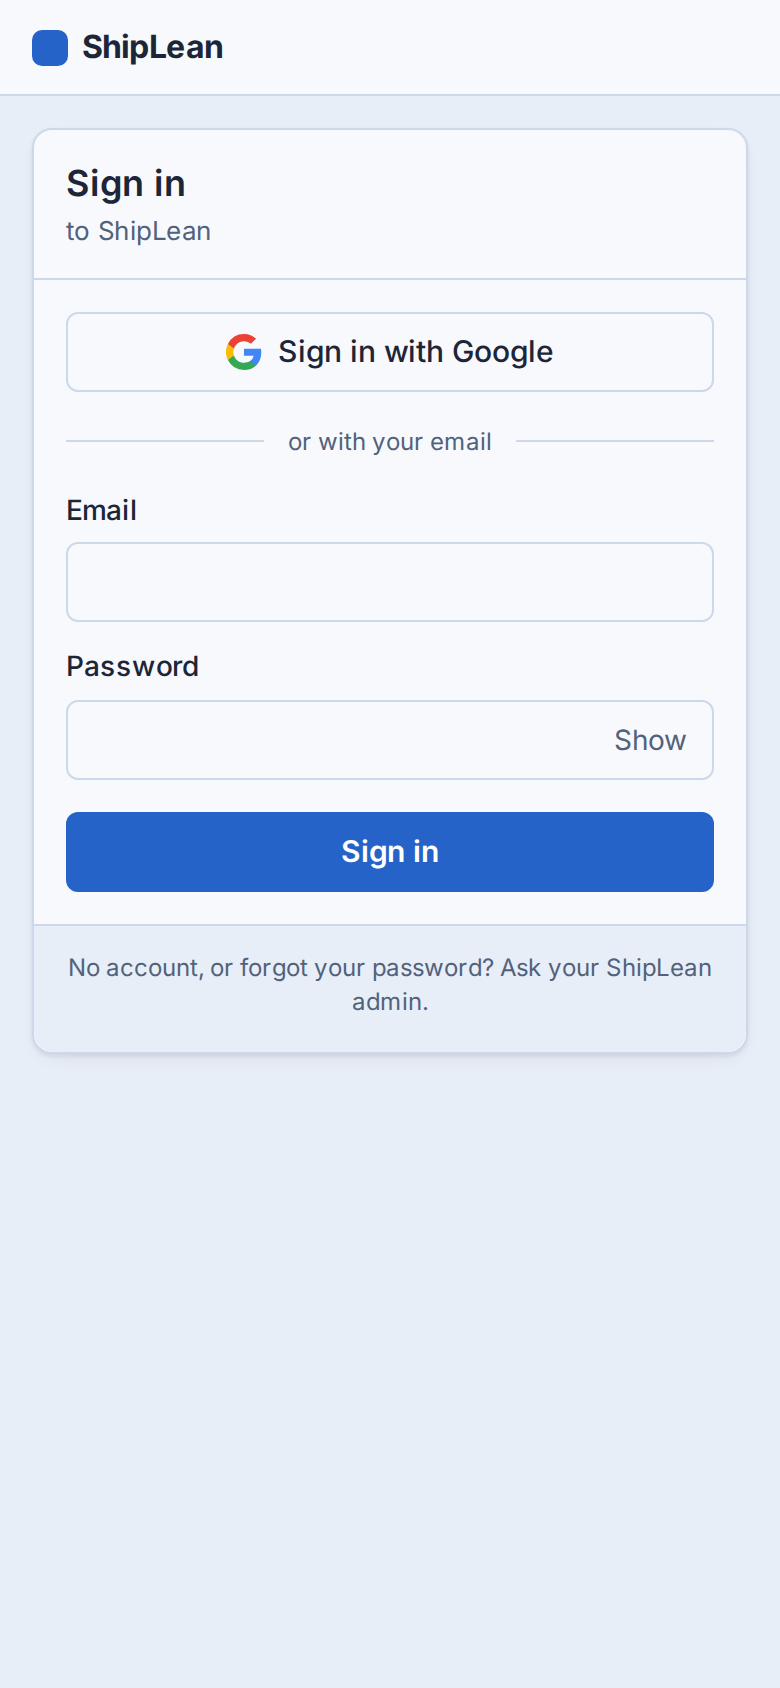 ShipLean
Sign in
to ShipLean
Sign in with Google
or with your email
Email
Password
Show
Sign in
No account, or forgot your password? Ask your ShipLean
admin.